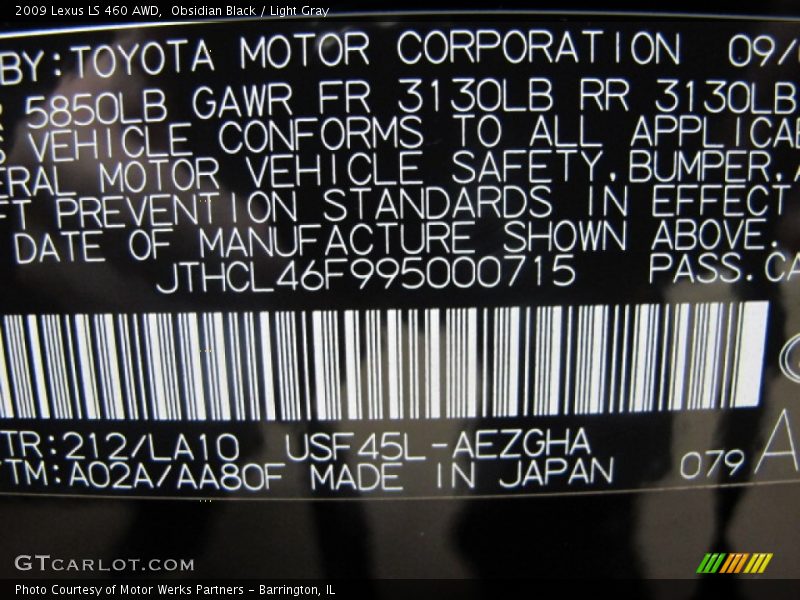 2009 Lexus LS 460 AWD,  Obsidian Black / Light Gray
BY:TOYOTA MOTOR CORPORATION 09/
5850LB GAWR FR 3130LB RR 3130LB
VEHICLE CONFORMS TO ALL APPLICA
ERAL MOTOR VEHICLE SAFETY,BUMPER,
FT PREVENTION STANDARDS IN EFFECT
DATE OF MANUFACTURE SHOWN ABOVE.
JTHCL46F995000715 PASS.CA
TR:212/LA10 USF45L-AEZGHA
TM:A02A/AA80F MADE IN JAPAN 079 A
GTCARLOT.COM
Photo Courtesy of Motor Werks Partners - Barrington, IL